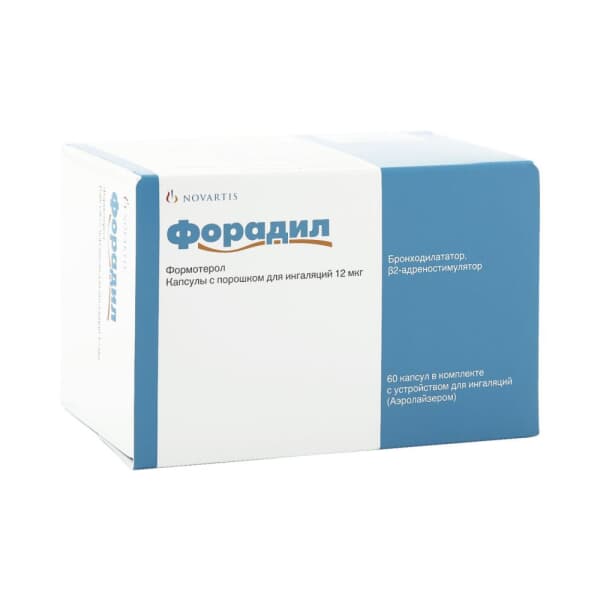 NOVARTIS
Форадил
Формотерол
Капсулы с порошком для ингаляций 12 мкг
Бронходилататор,
β2-адреностимулятор
60 капсул в комплекте
с устройством для ингаляций
(Аэролайзером)
NOVARTIS
Форадил